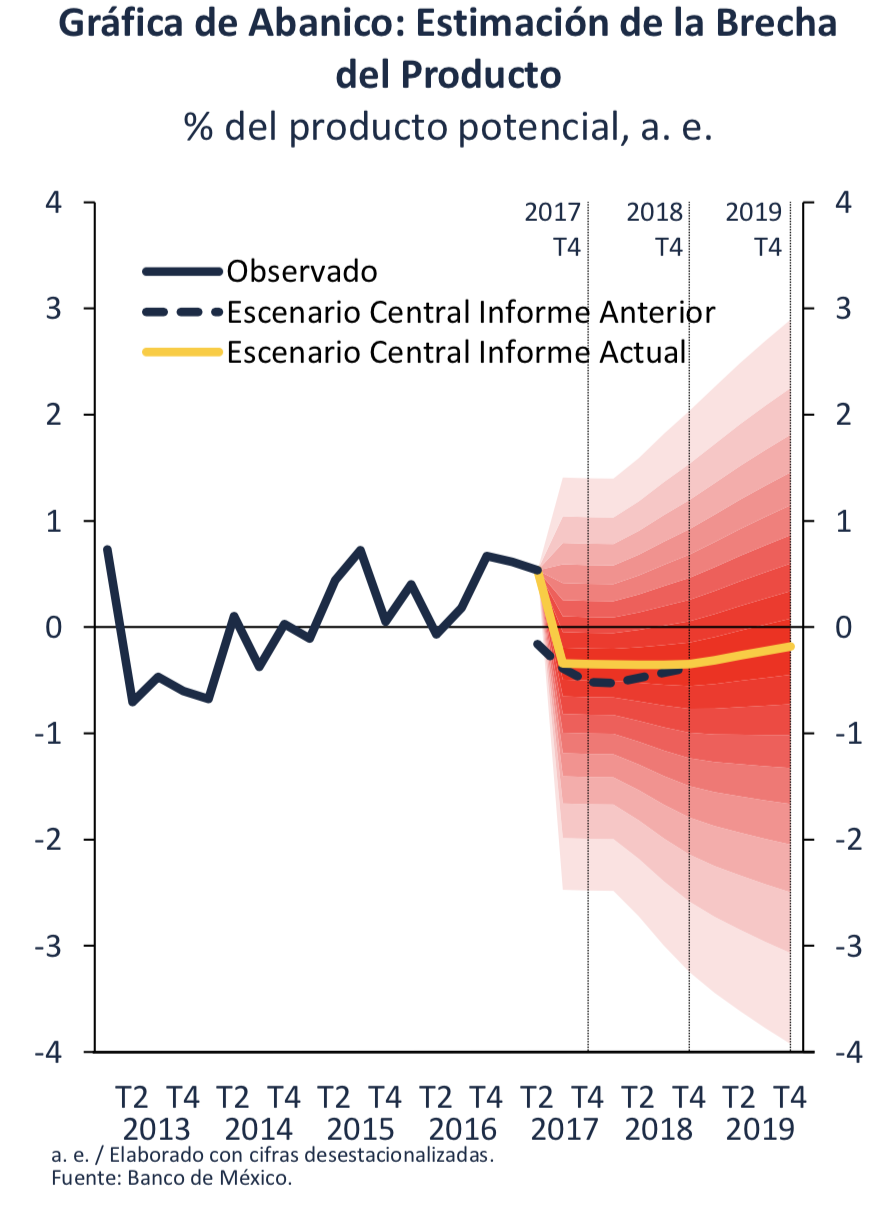 Gráfica de Abanico: Estimación de la Brecha
del Producto
% del producto potencial, a. e.
4
3
2
1
0
-1
-2
-3
-4
2017
T4
2018
T4
2019
T4
Observado
Escenario Central Informe Anterior
Escenario Central Informe Actual
4
3
2
1
0
-1
-2
-3
-4
T2 T4 T2 T4 T2 T4 T2 T4 T2 T4 T2 T4 T2 T4
2013 2014 2015 2016 2017 2018 2019
a. e. / Elaborado con cifras desestacionalizadas.
Fuente: Banco de México.